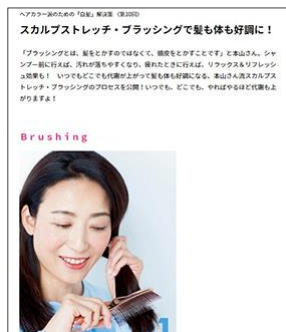 ヘアカラー派のための「白髪」解決策 《第10回》
スカルプストレッチ・ブラッシングで髪も体も好調に！
「ブラッシングとは、髪をとかすのではなくて、頭皮をとかすことです」と本山さん。シャ
ンプー前に行えば、汚れが落ちやすくなり、疲れたときに行えば、リラックス＆リフレッシ
ュ効果も！　いつでもどこでも代謝が上がって髪も体も好調になる、本山さん流スカルプス
トレッチ・ブラッシングのプロセスを公開！いつでも、どこでも、やればやるほど代謝も上
がりますよ！
Brushing
1